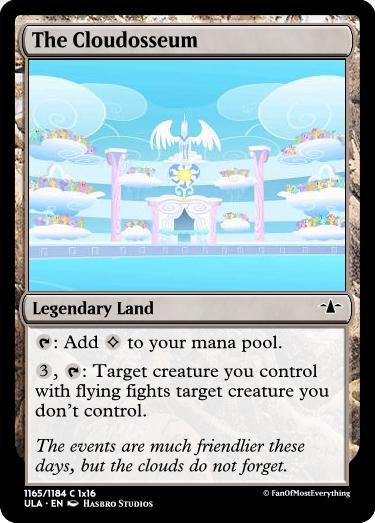 The Cloudosseum
Legendary Land
: Add to your mana pool.
3, : Target creature you control
with flying fights target creature you
don't control.
The events are much friendlier these
days, but the clouds do not forget.
1165/1184 C 1x16
ULA • EN Hasbro Studios
© FanOfMostEverything